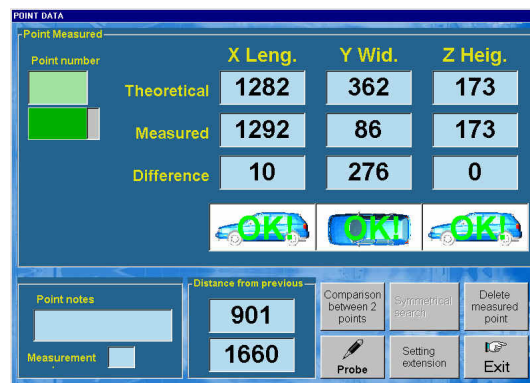 POINT DATA
Point Measured
Point number
X Leng. Y Wid. Z Heig.
Theoretical 1282 362 173
Measured 1292 86 173
Difference 10 276 0
OK! OK! OK!
Point notes
Measurement
Distance from previous
901
1660
Comparison between 2 points
Symmetrical search
Delete measured point
Probe
Setting extension
Exit